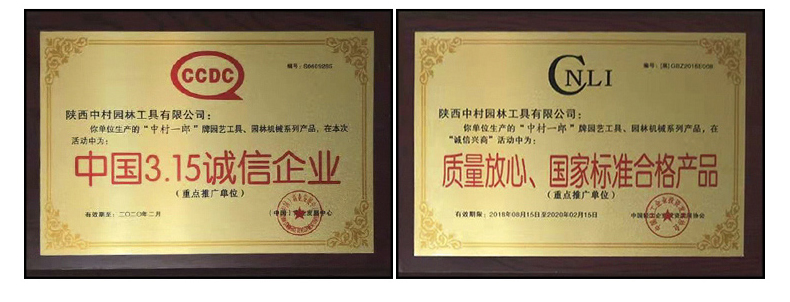 CCDC
陕西中村园林工具有限公司:
你单位生产的“中村一郎”牌园艺工具、园林机械系列产品,在本次
活动中为:
中国3.15诚信企业
(重点推广单位)
有效期至:二〇二〇年二月
CNLI
陕西中村园林工具有限公司:
你单位生产的“中村一郎”牌园艺工具、园林机械系列产品,在
“诚信兴商”活动中为:
质量放心、国家标准合格产品
(重点推广单位)
有效期限:2018年08月15日至2020年02月15日